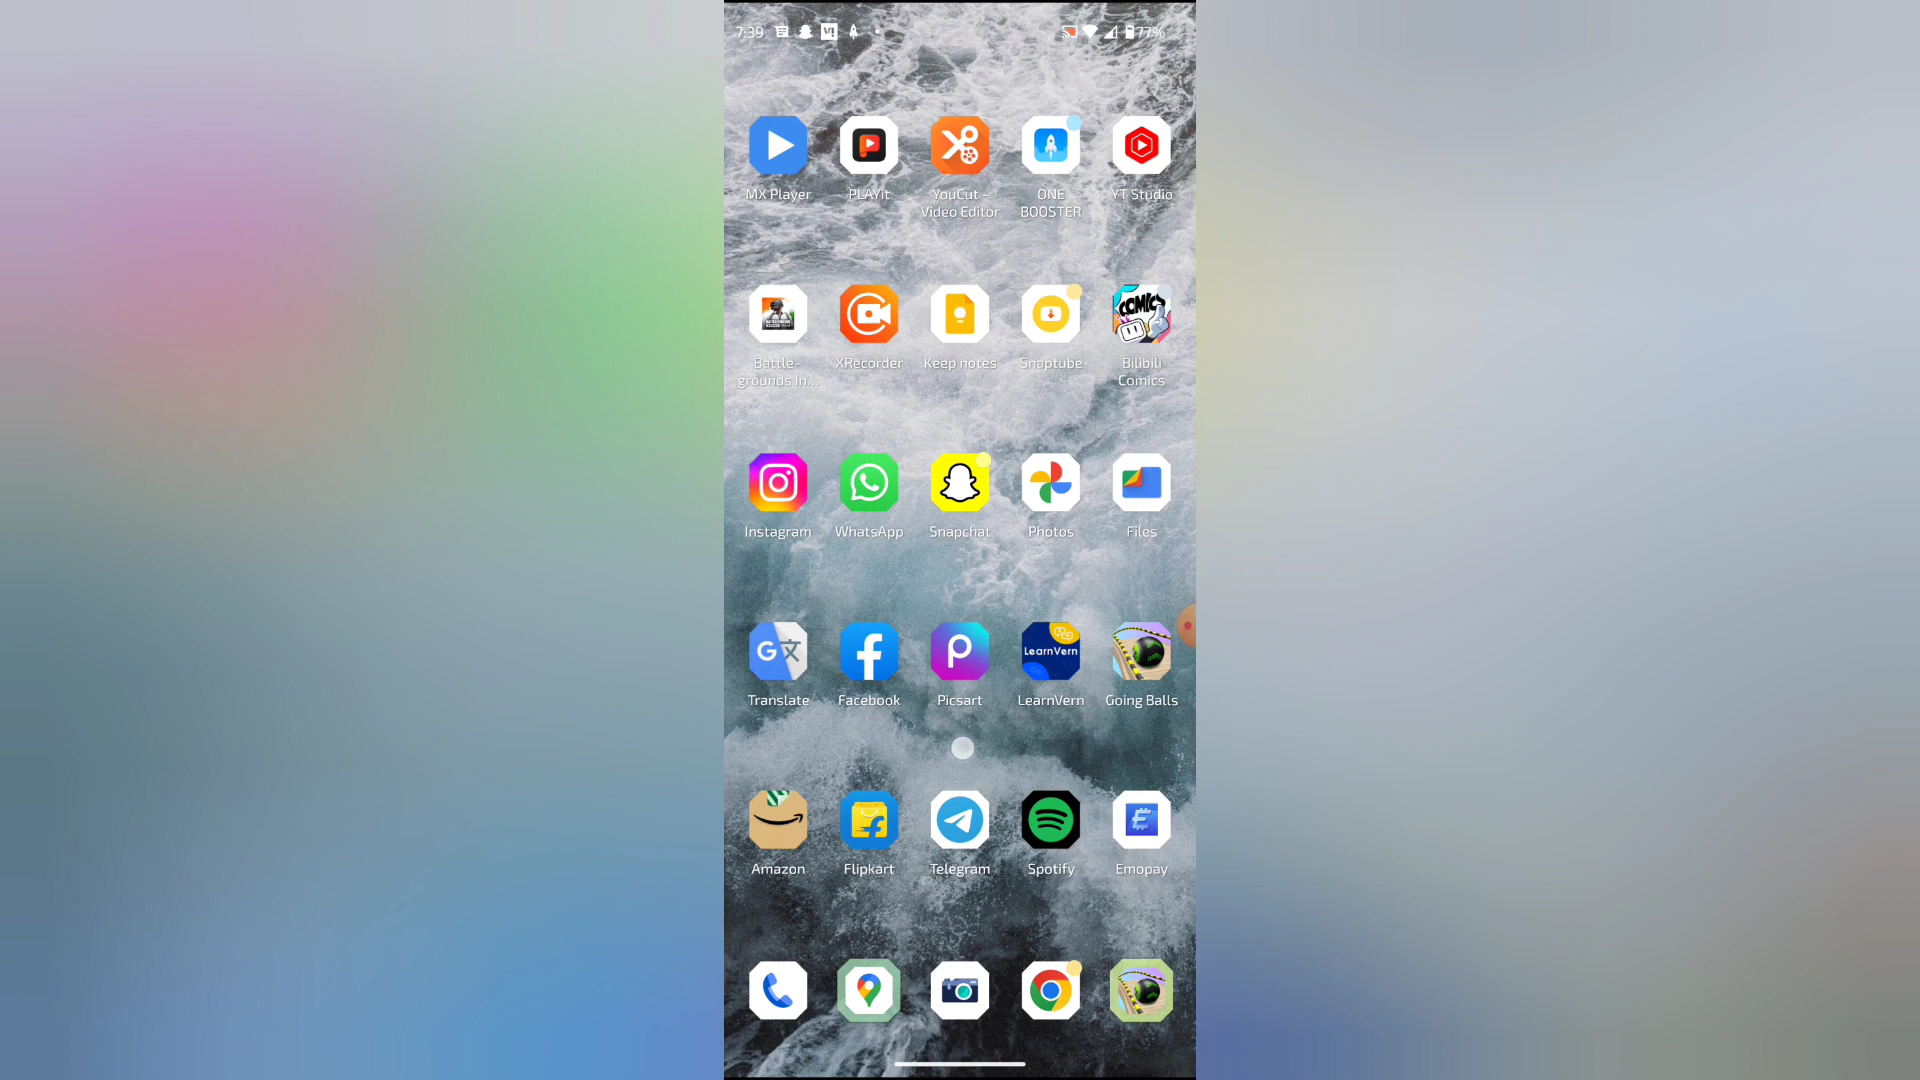 7:39
77%
MX Player
PLAYit
YouCut -
Video Editor
ONE
BOOSTER
YT Studio
COMIC
Battle-
grounds In...
XRecorder
Keep notes
Snaptube
Bilibili
Comics
Instagram
WhatsApp
Snapchat
Photos
Files
LearnVern
Translate
Facebook
Picsart
LearnVern
Going Balls
Amazon
Flipkart
Telegram
Spotify
Emopay